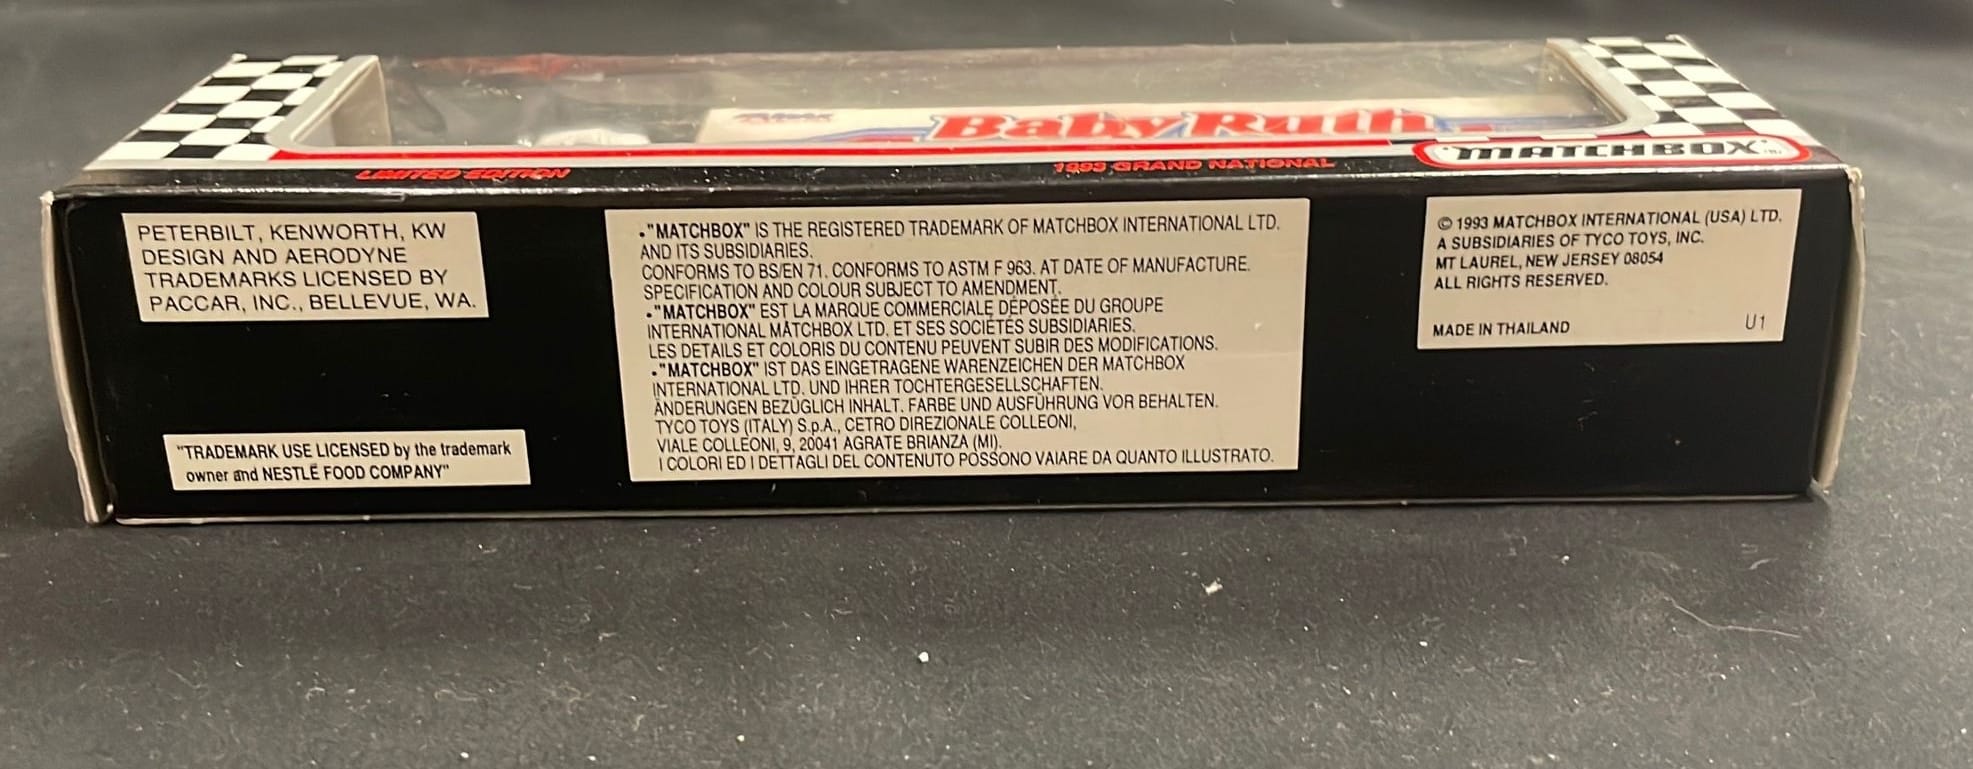 Baby Ruth
LIMITED EDITION
1993 GRAND NATIONAL
"MATCHBOX"
PETERBILT, KENWORTH, KW
DESIGN AND AERODYNE
TRADEMARKS LICENSED BY
PACCAR, INC., BELLEVUE, WA.
"TRADEMARK USE LICENSED by the trademark
owner and NESTLÉ FOOD COMPANY"
."MATCHBOX" IS THE REGISTERED TRADEMARK OF MATCHBOX INTERNATIONAL LTD.
AND ITS SUBSIDIARIES.
CONFORMS TO BS/EN 71. CONFORMS TO ASTM F 963. AT DATE OF MANUFACTURE.
SPECIFICATION AND COLOUR SUBJECT TO AMENDMENT.
."MATCHBOX" EST LA MARQUE COMMERCIALE DÉPOSÉE DU GROUPE
INTERNATIONAL MATCHBOX LTD. ET SES SOCIÉTÉS SUBSIDIARIES.
LES DETAILS ET COLORIS DU CONTENU PEUVENT SUBIR DES MODIFICATIONS.
."MATCHBOX" IST DAS EINGETRAGENE WARENZEICHEN DER MATCHBOX
INTERNATIONAL LTD. UND IHRER TOCHTERGESELLSCHAFTEN.
ÄNDERUNGEN BEZÜGLICH INHALT. FARBE UND AUSFÜHRUNG VOR BEHALTEN.
TYCO TOYS (ITALY) S.p.A., CETRO DIREZIONALE COLLEONI,
VIALE COLLEONI, 9, 20041 AGRATE BRIANZA (MI).
I COLORI ED I DETTAGLI DEL CONTENUTO POSSONO VAIARE DA QUANTO ILLUSTRATO.
© 1993 MATCHBOX INTERNATIONAL (USA) LTD.
A SUBSIDIARIES OF TYCO TOYS, INC.
MT LAUREL, NEW JERSEY 08054
ALL RIGHTS RESERVED.
MADE IN THAILAND U1